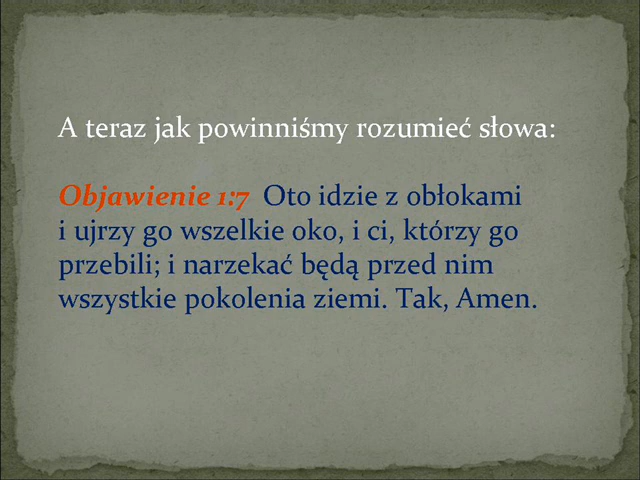 A teraz jak powinniśmy rozumieć słowa:
Objawienie 1:7 Oto idzie z obłokami
i ujrzy go wszelkie oko, i ci, którzy go
przebili; i narzekać będą przed nim
wszystkie pokolenia ziemi. Tak, Amen.